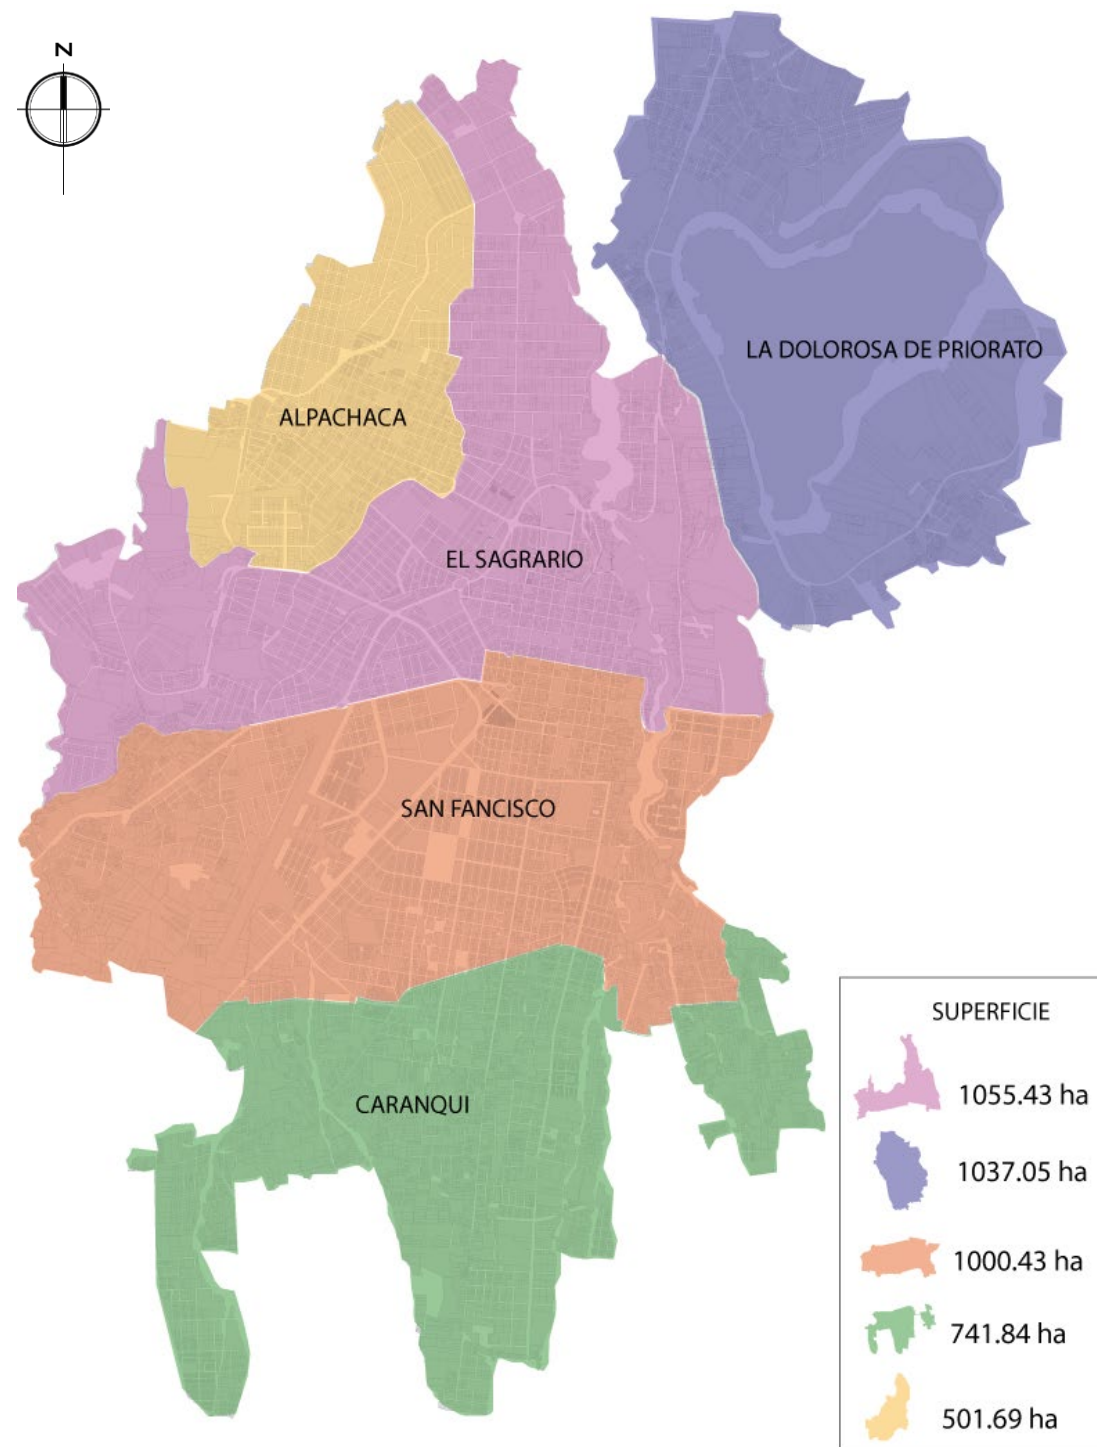 N
LA DOLOROSA DE PRIORATO
ALPACHACA
EL SAGRARIO
SAN FANCISCO
CARANQUI
SUPERFICIE
1055.43 ha
1037.05 ha
1000.43 ha
741.84 ha
501.69 ha